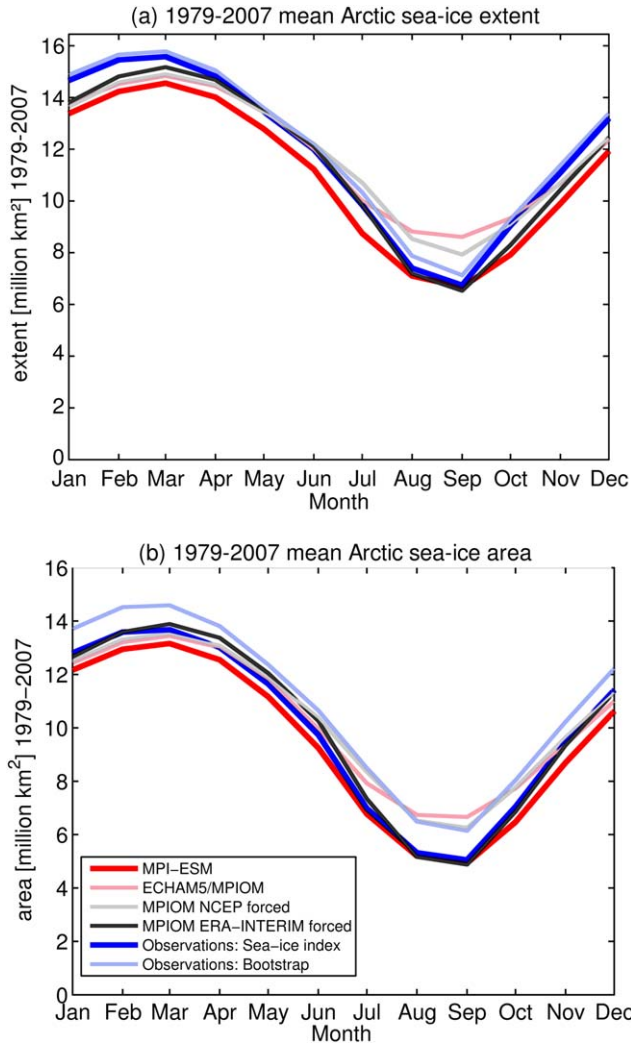 (a) 1979-2007 mean Arctic sea-ice extent
16
14
12
10
8
6
4
2
0
extent [million km²] 1979-2007
Jan Feb Mar Apr May Jun Jul Aug Sep Oct Nov Dec
Month
(b) 1979-2007 mean Arctic sea-ice area
16
14
12
10
8
6
4
2
0
area [million km²] 1979–2007
MPI–ESM
ECHAM5/MPIOM
MPIOM NCEP forced
MPIOM ERA–INTERIM forced
Observations: Sea–ice index
Observations: Bootstrap
Jan Feb Mar Apr May Jun Jul Aug Sep Oct Nov Dec
Month